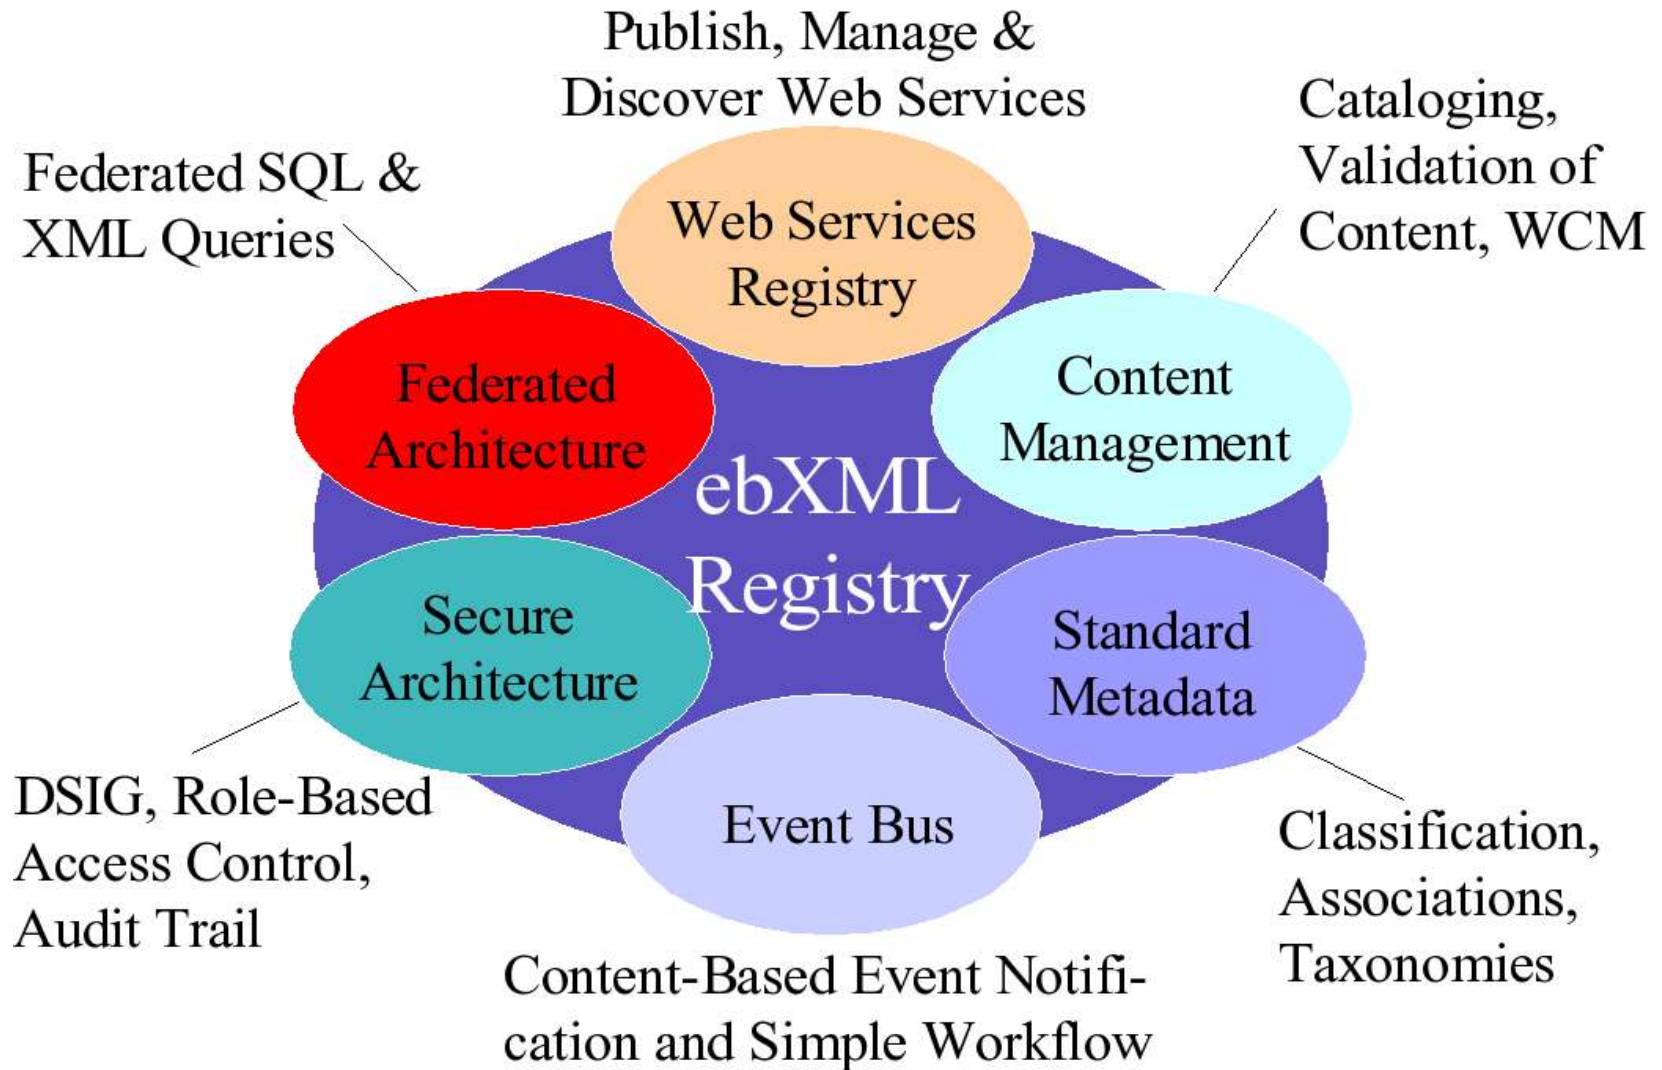 Publish, Manage &
Discover Web Services
Cataloging,
Validation of
Content, WCM
Federated SQL &
XML Queries
Web Services
Registry
Federated
Architecture
Content
Management
ebXML
Registry
Secure
Architecture
Standard
Metadata
Event Bus
DSIG, Role-Based
Access Control,
Audit Trail
Classification,
Associations,
Taxonomies
Content-Based Event Notifi-
cation and Simple Workflow